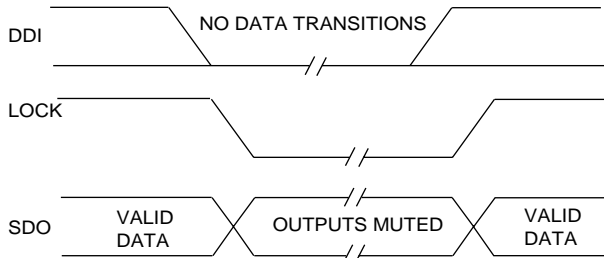 NO DATA TRANSITIONS
DDI
LOCK
SDO
VALID
DATA
OUTPUTS MUTED
VALID
DATA